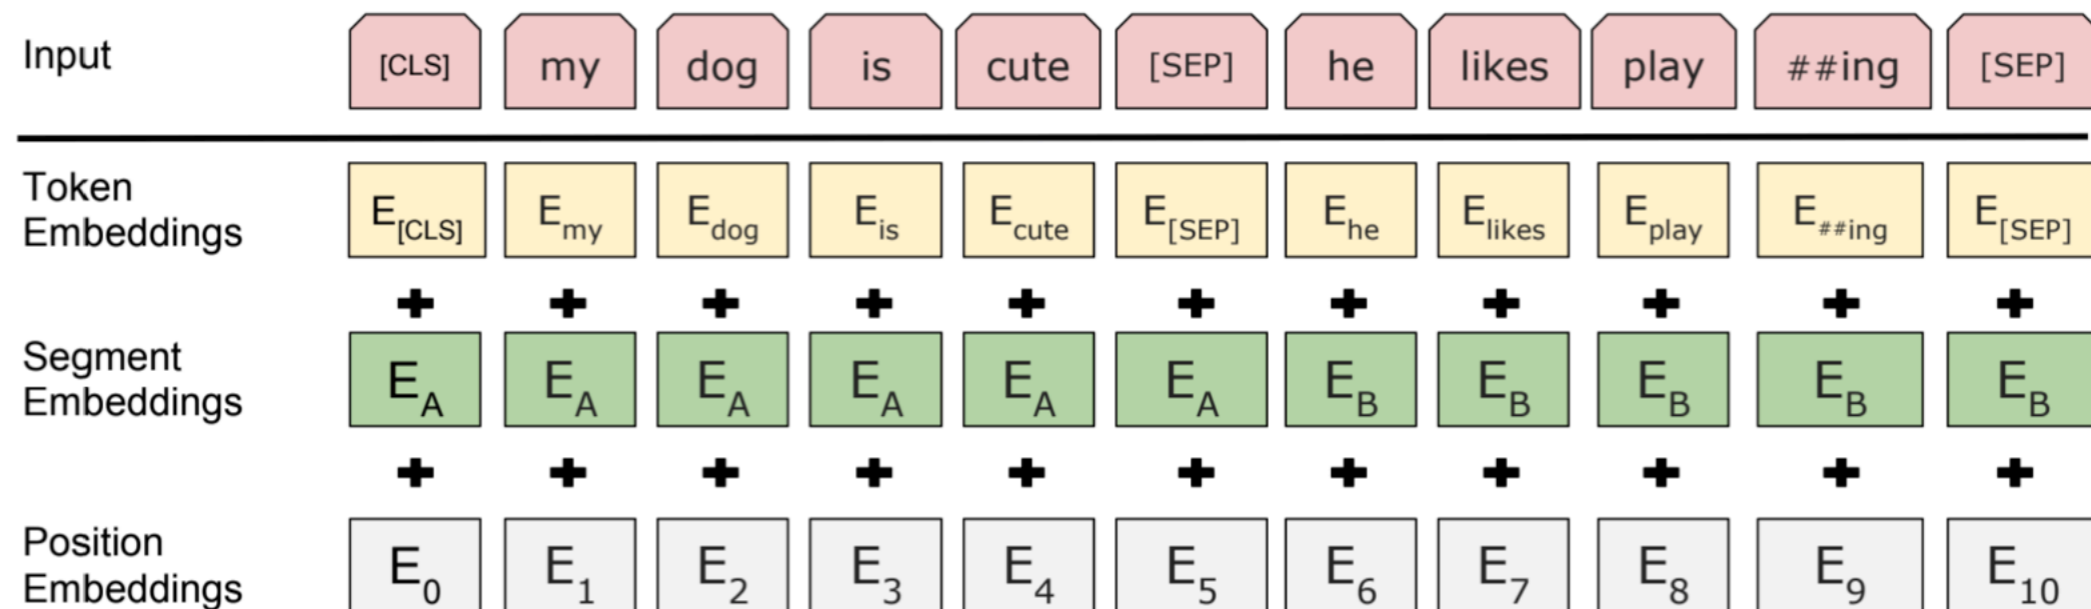 Input [CLS] my dog is cute [SEP] he likes play ##ing [SEP]
Token
Embeddings E[CLS] Emy Edog Eis Ecute E[SEP] Ehe Elikes Eplay E##ing E[SEP]
+ + + + + + + + + + +
Segment
Embeddings EA EA EA EA EA EA EB EB EB EB EB
+ + + + + + + + + + +
Position
Embeddings E0 E1 E2 E3 E4 E5 E6 E7 E8 E9 E10